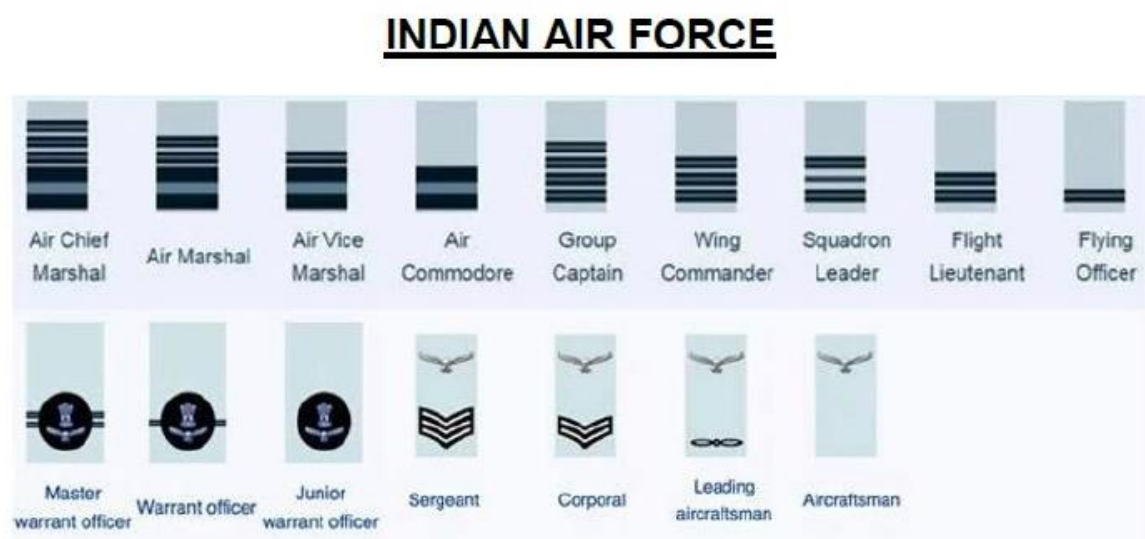 INDIAN AIR FORCE
Air Chief
Marshal
Air Marshal
Air Vice
Marshal
Air
Commodore
Group
Captain
Wing
Commander
Squadron
Leader
Flight
Lieutenant
Flying
Officer
Master
warrant officer
Warrant officer
Junior
warrant officer
Sergeant
Corporal
Leading
aircraftsman
Aircraftsman